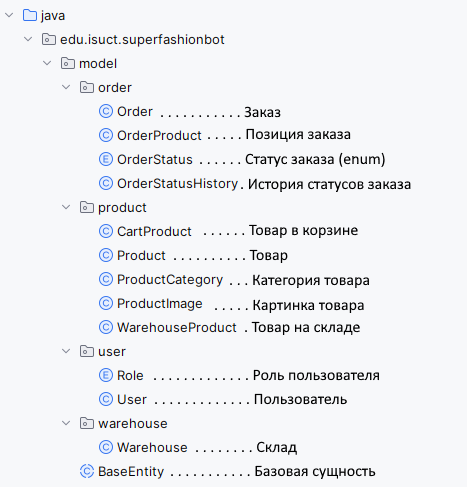 java
edu.isuct.superfashionbot
model
order
Order . . . . . . . . . . . Заказ
OrderProduct . . . . . Позиция заказа
OrderStatus . . . . . . Статус заказа (enum)
OrderStatusHistory . История статусов заказа
product
CartProduct . . . . . . Товар в корзине
Product . . . . . . . . . . Товар
ProductCategory . . . Категория товара
ProductImage . . . . . Картинка товара
WarehouseProduct . Товар на складе
user
Role . . . . . . . . . . . . Роль пользователя
User . . . . . . . . . . . . Пользователь
warehouse
Warehouse . . . . . . . . Склад
BaseEntity . . . . . . . . . . . Базовая сущность